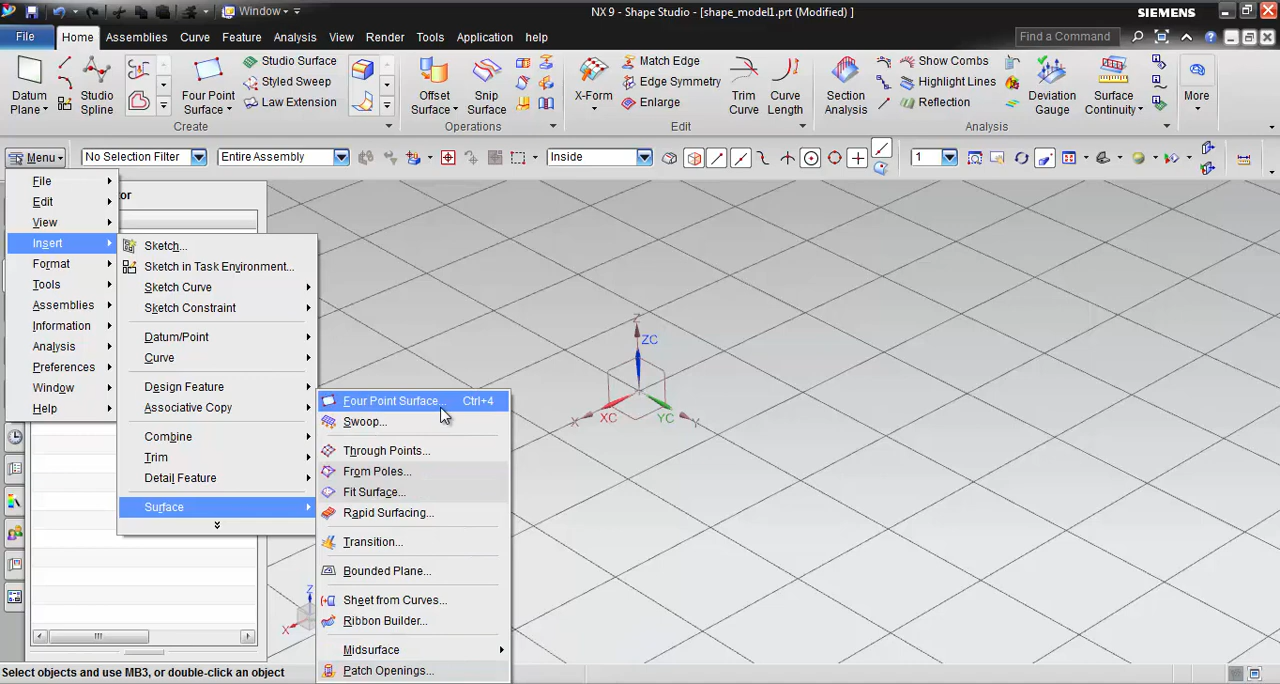 Window
NX 9 - Shape Studio - [shape_model1.prt (Modified) ]
SIEMENS
File
Home
Assemblies
Curve
Feature
Analysis
View
Render
Tools
Application
help
Find a Command
Datum Plane
Studio Spline
Four Point Surface
Studio Surface
Styled Swoop
Law Extension
Create
Offset Surface
Snip Surface
Operations
X-Form
Match Edge
Edge Symmetry
Enlarge
Trim Curve
Curve Length
Edit
Section Analysis
Show Combs
Highlight Lines
Reflection
Deviation Gauge
Surface Continuity
Analysis
More
Menu
No Selection Filter
Entire Assembly
Inside
1
File
Edit
View
Insert
Format
Tools
Assemblies
Information
Analysis
Preferences
Window
Help
tor
Sketch...
Sketch in Task Environment...
Sketch Curve
Sketch Constraint
Datum/Point
Curve
Design Feature
Associative Copy
Combine
Trim
Detail Feature
Surface
Four Point Surface... Ctrl+4
Swoop...
Through Points...
From Poles...
Fit Surface...
Rapid Surfacing...
Transition...
Bounded Plane...
Sheet from Curves...
Ribbon Builder...
Midsurface
Patch Openings...
Z
ZC
X
XC
YC
Y
Z
X
Select objects and use MB3, or double-click an object